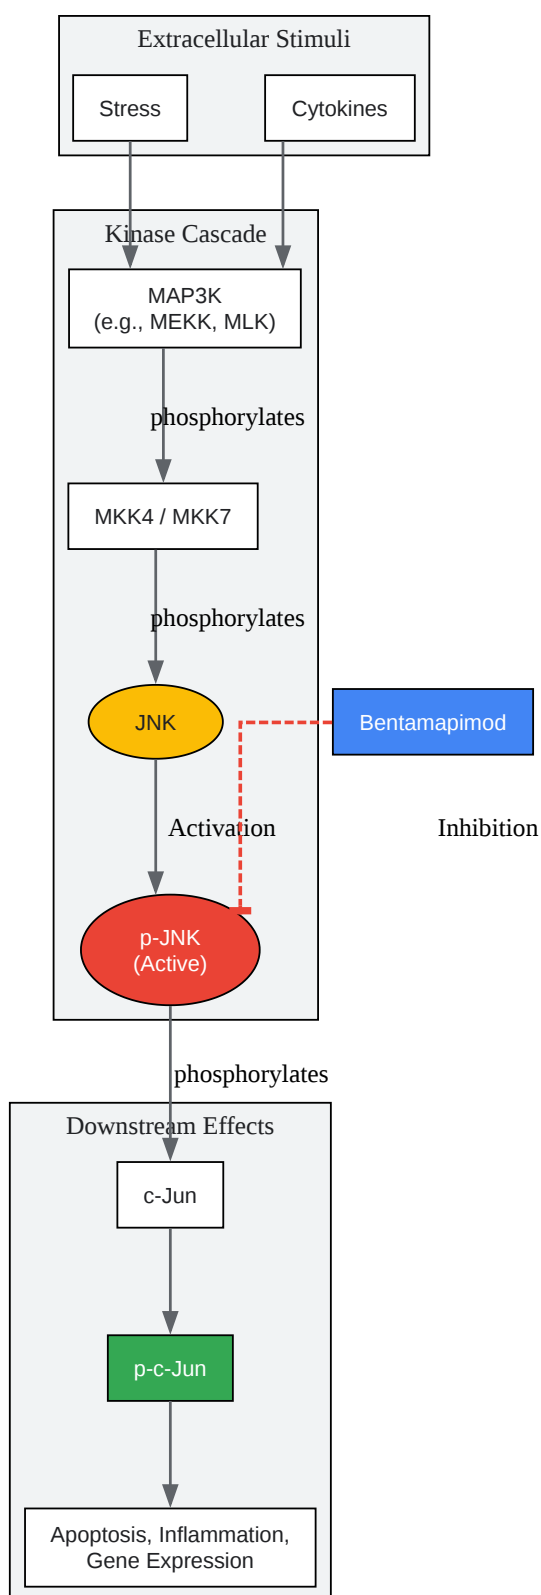 Extracellular Stimuli
Stress
Cytokines
Kinase Cascade
MAP3K
(e.g., MEKK, MLK)
phosphorylates
MKK4 / MKK7
phosphorylates
JNK
Bentamapimod
Activation
Inhibition
p-JNK
(Active)
phosphorylates
Downstream Effects
c-Jun
p-c-Jun
Apoptosis, Inflammation,
Gene Expression